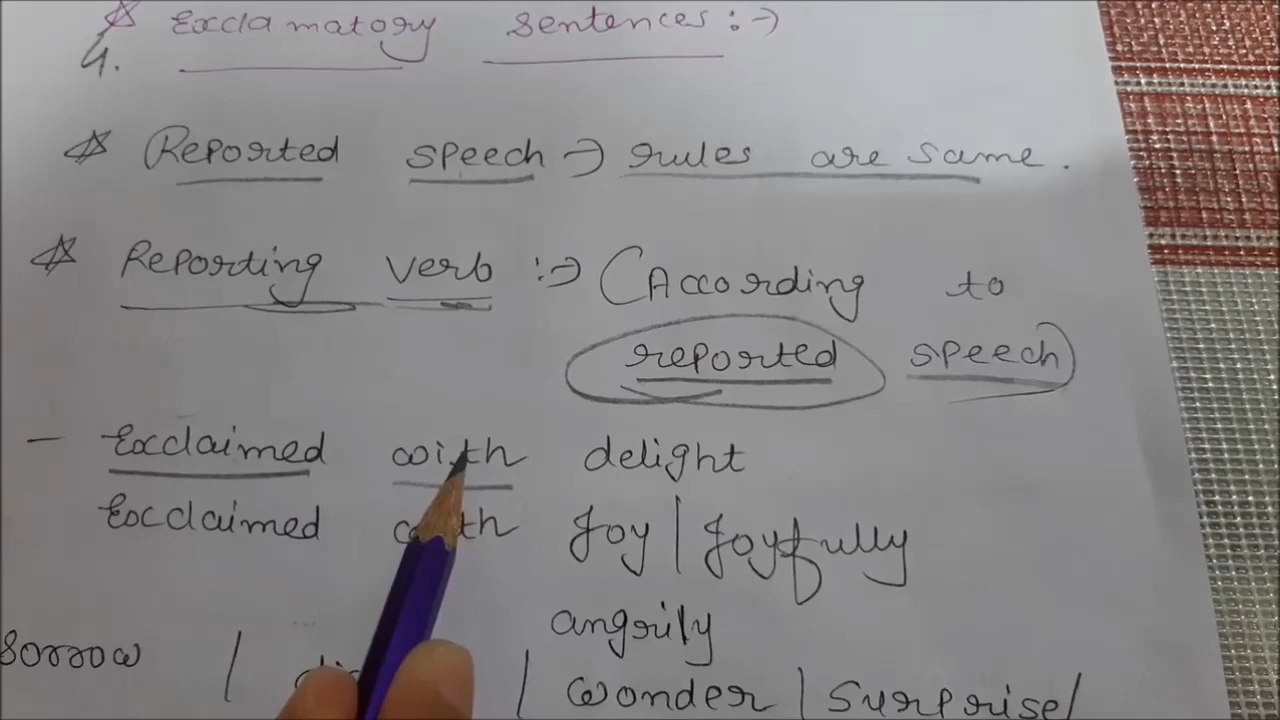 ☆ Exclamatory sentences :→
4.
☆ Reported speech → rules are same.
☆ Reporting verb :→ (According to
reported speech)
- Exclaimed with delight
Exclaimed with Joy | Joyfully
angrily
sorrow / / wonder | surprise/